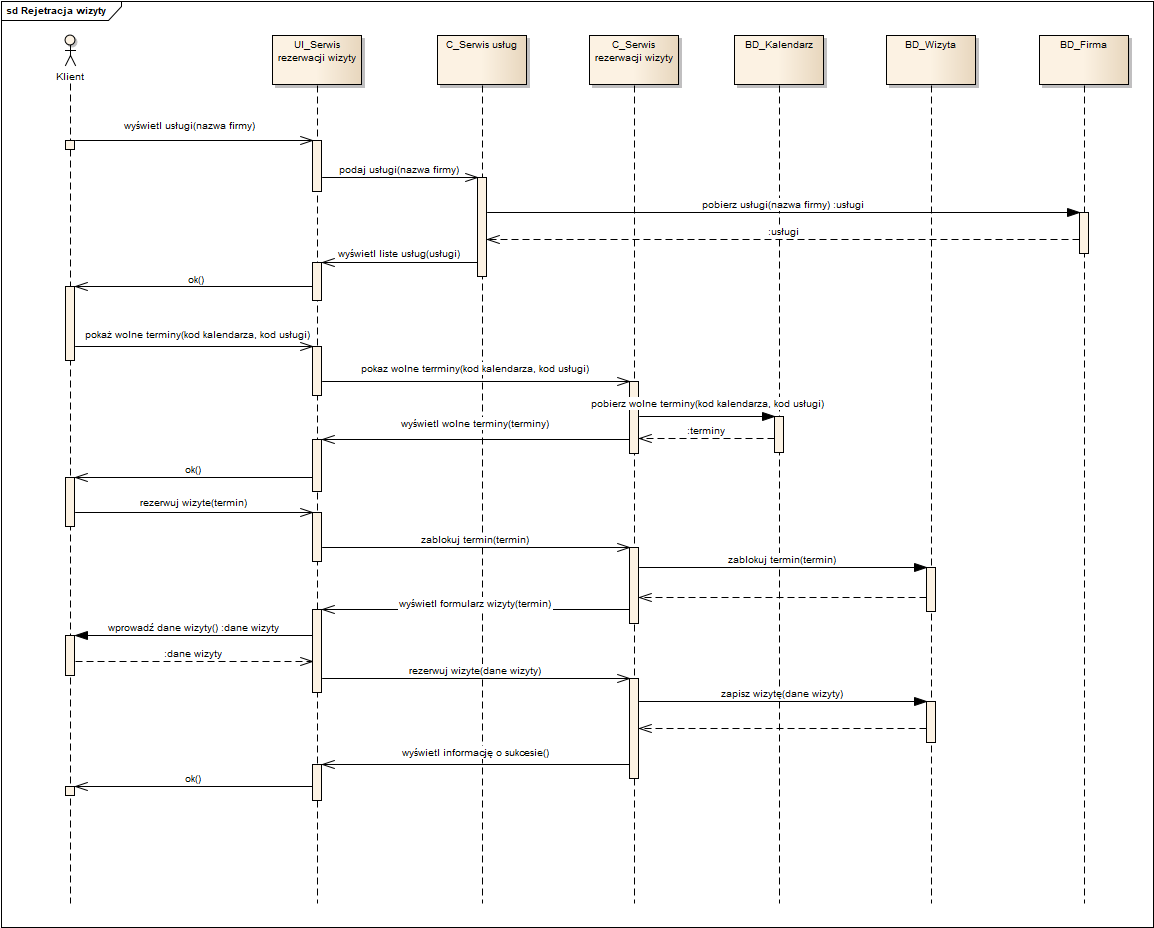 sd Rejetracja wizyty
Klient
UI_Serwis
rezerwacji wizyty
C_Serwis usług
C_Serwis
rezerwacji wizyty
BD_Kalendarz
BD_Wizyta
BD_Firma
wyświetl usługi(nazwa firmy)
podaj usługi(nazwa firmy)
pobierz usługi(nazwa firmy) :usługi
:usługi
wyświetl liste usług(usługi)
ok()
pokaż wolne terminy(kod kalendarza, kod usługi)
pokaz wolne terrminy(kod kalendarza, kod usługi)
pobierz wolne terminy(kod kalendarza, kod usługi)
wyświetl wolne terminy(terminy)
:terminy
ok()
rezerwuj wizyte(termin)
zablokuj termin(termin)
zablokuj termin(termin)
wyświetl formularz wizyty(termin)
wprowadź dane wizyty() :dane wizyty
:dane wizyty
rezerwuj wizyte(dane wizyty)
zapisz wizytę(dane wizyty)
wyświetl informację o sukcesie()
ok()